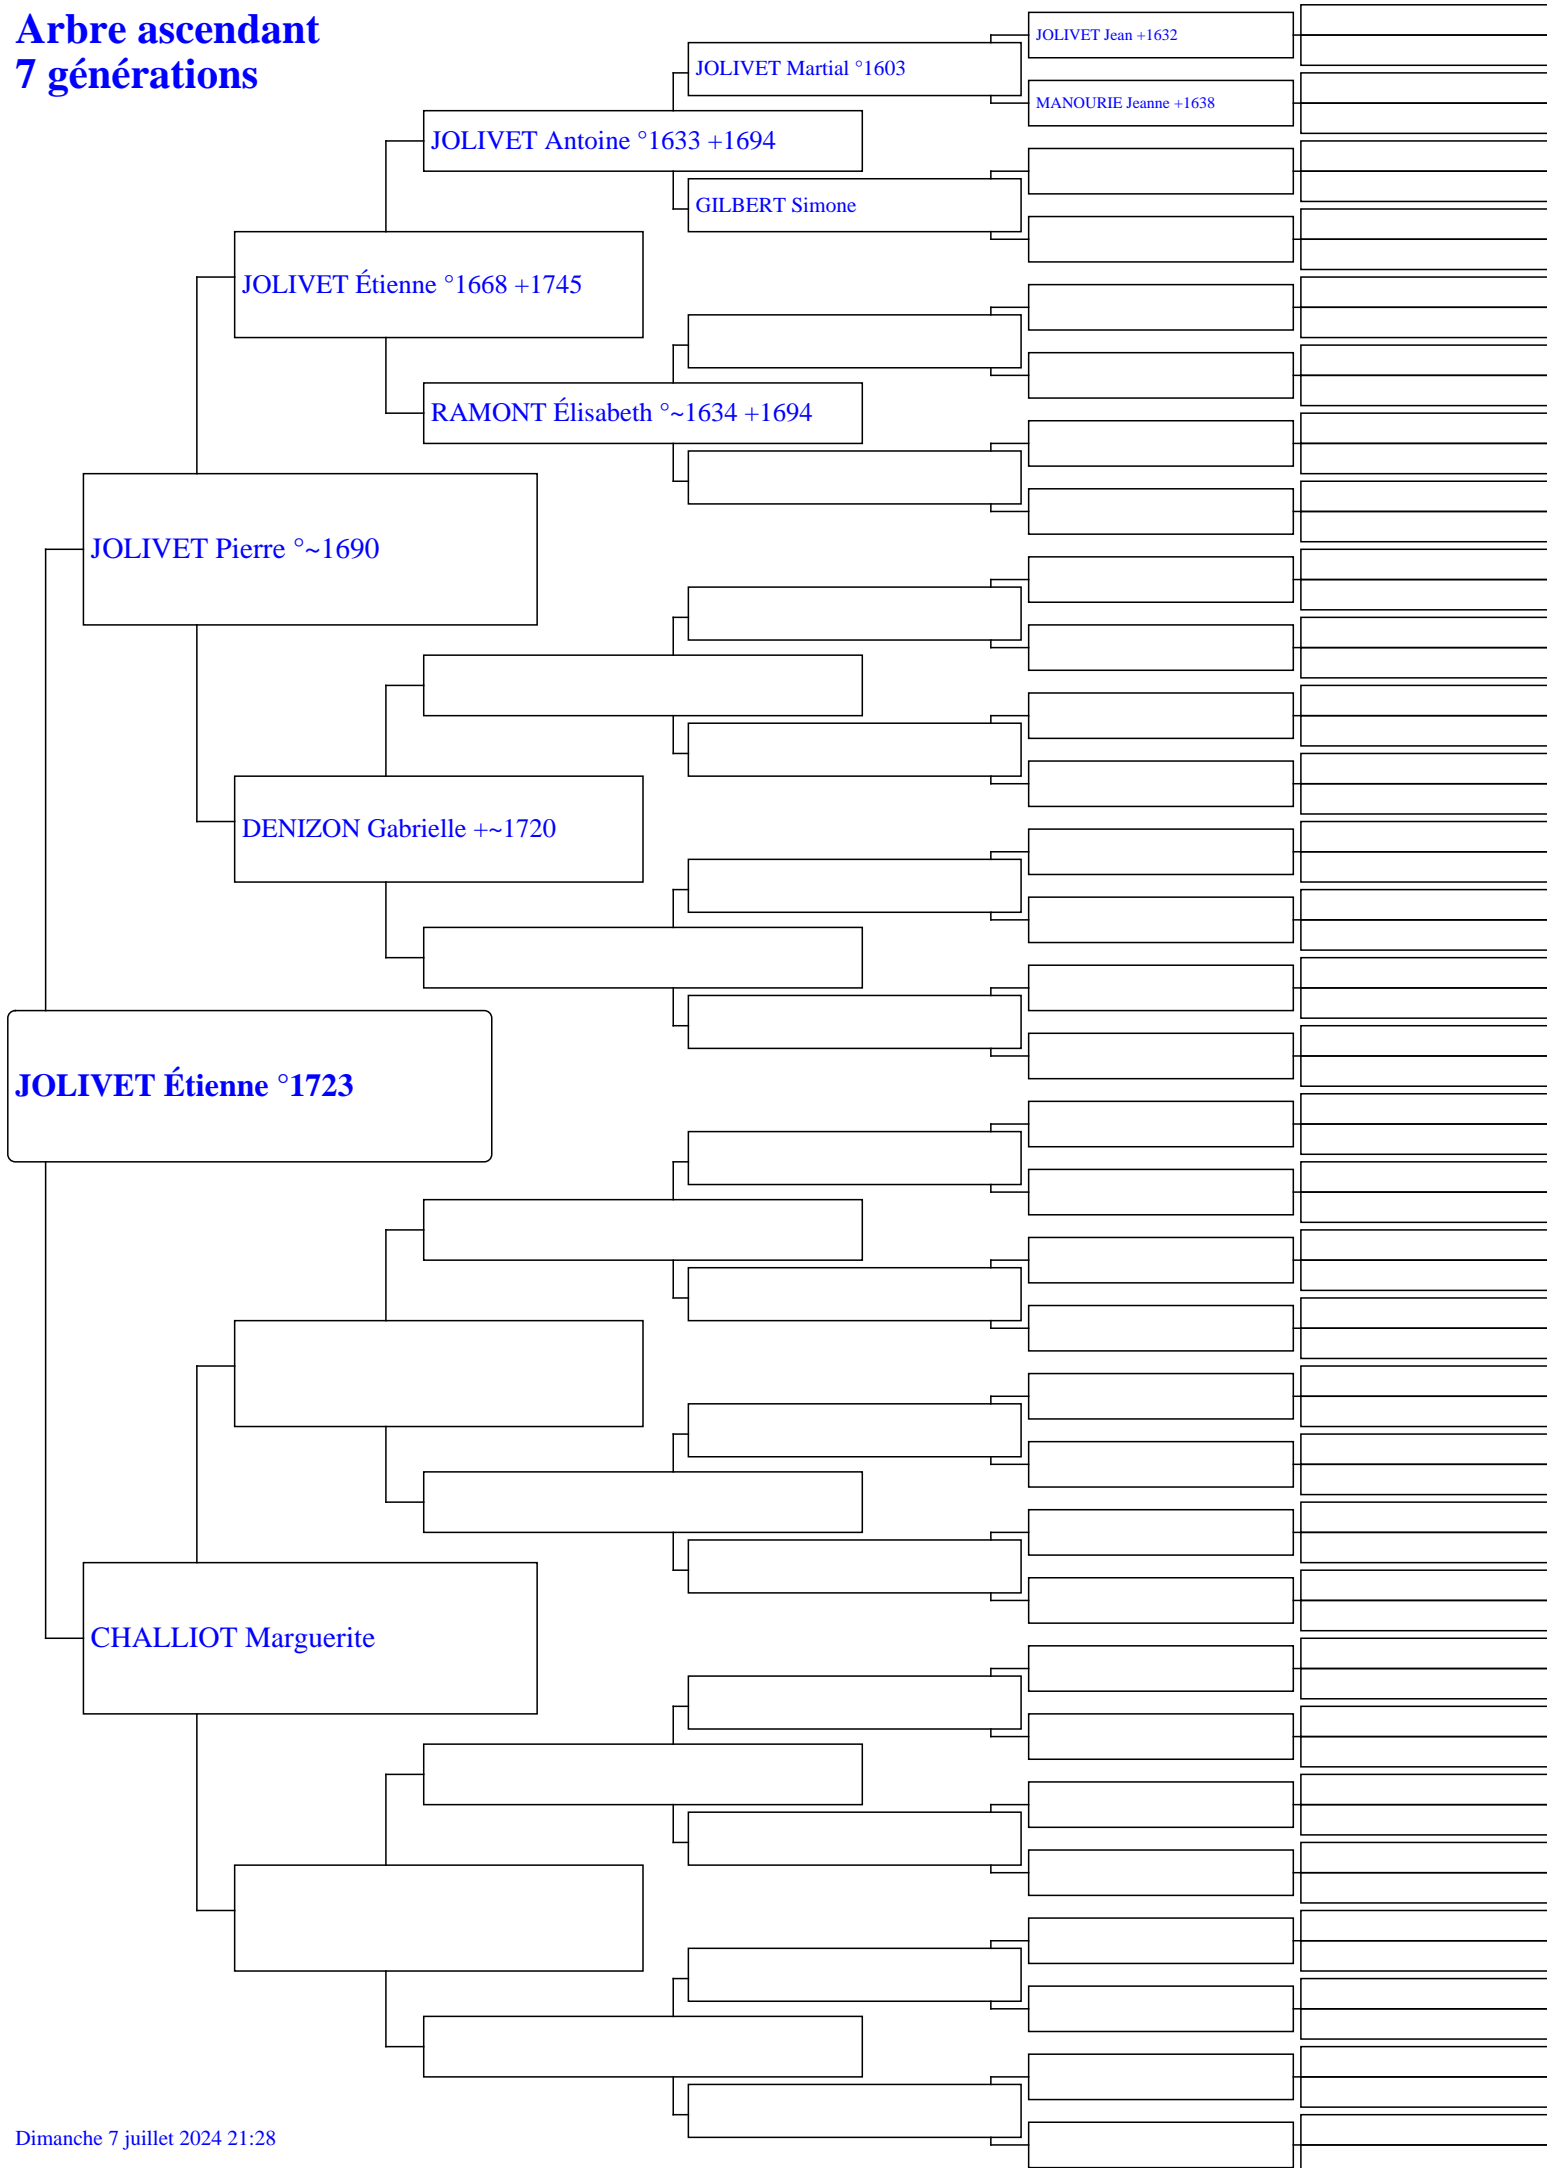 Arbre ascendant
7 générations
JOLIVET Jean +1632
JOLIVET Martial °1603
MANOURIE Jeanne +1638
JOLIVET Antoine °1633 +1694
GILBERT Simone
JOLIVET Étienne °1668 +1745
RAMONT Élisabeth °~1634 +1694
JOLIVET Pierre °~1690
DENIZON Gabrielle +~1720
JOLIVET Étienne °1723
CHALLIOT Marguerite
Dimanche 7 juillet 2024 21:28